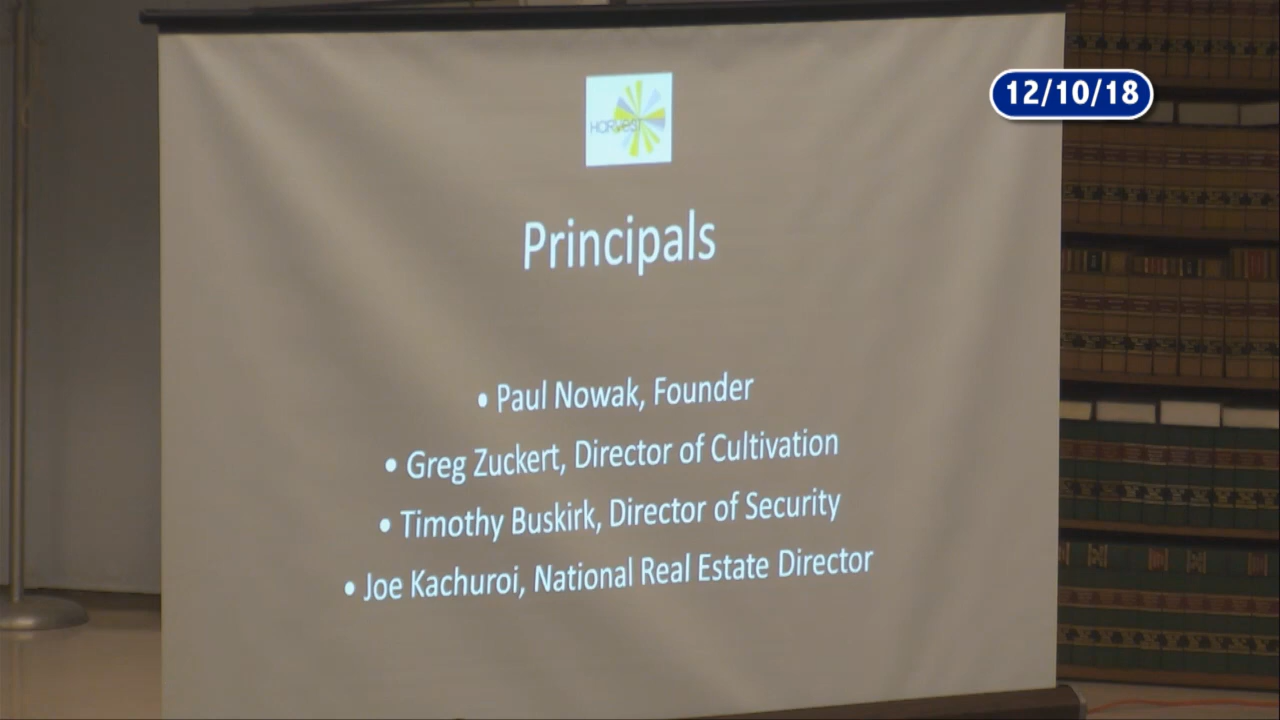 12/10/18
HARVEST
Principals
• Paul Nowak, Founder
• Greg Zuckert, Director of Cultivation
• Timothy Buskirk, Director of Security
• Joe Kachuroi, National Real Estate Director